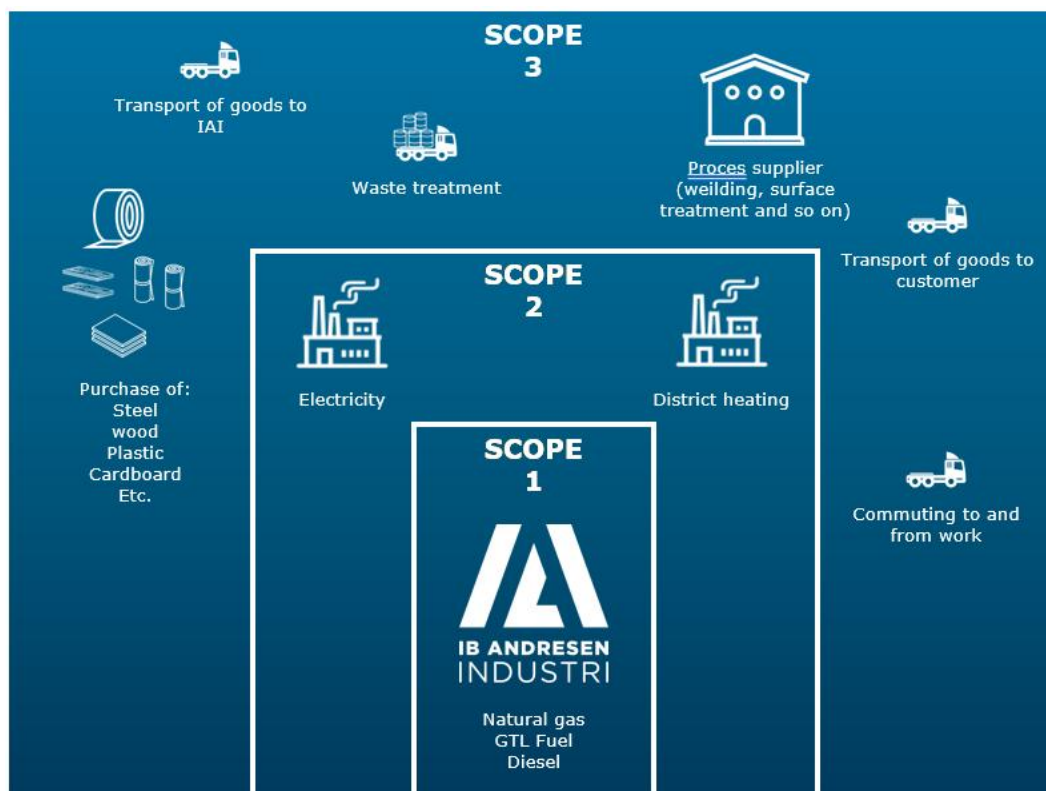 SCOPE
3
Transport of goods to
IAI
Waste treatment
Proces supplier
(weilding, surface
treatment and so on)
Transport of goods to
customer
Purchase of:
Steel
wood
Plastic
Cardboard
Etc.
Commuting to and
from work
SCOPE
2
Electricity
District heating
SCOPE
1
IB ANDRESEN
INDUSTRI
Natural gas
GTL Fuel
Diesel